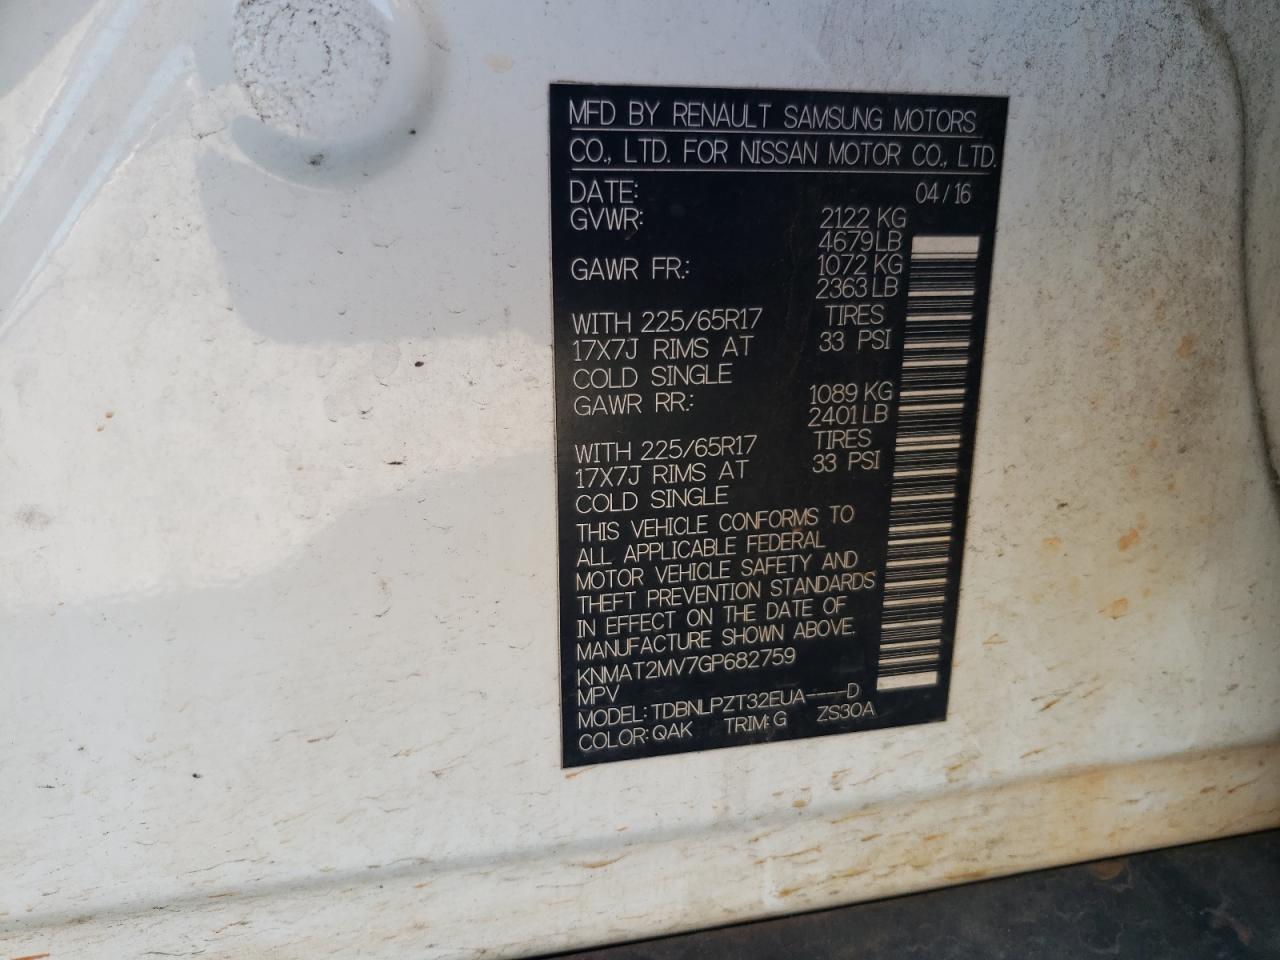 MFD BY RENAULT SAMSUNG MOTORS
CO., LTD. FOR NISSAN MOTOR CO., LTD.
DATE: 04/16
GVWR: 2122 KG
4679 LB
GAWR FR.: 1072 KG
2363 LB
WITH 225/65R17 TIRES
17X7J RIMS AT 33 PSI
COLD SINGLE
GAWR RR.: 1089 KG
2401 LB
WITH 225/65R17 TIRES
17X7J RIMS AT 33 PSI
COLD SINGLE
THIS VEHICLE CONFORMS TO
ALL APPLICABLE FEDERAL
MOTOR VEHICLE SAFETY AND
THEFT PREVENTION STANDARDS
IN EFFECT ON THE DATE OF
MANUFACTURE SHOWN ABOVE.
KNMAT2MV7GP682759
MPV
MODEL: TDBNLPZT32EUA----D
COLOR: QAK TRIM: G ZS30A